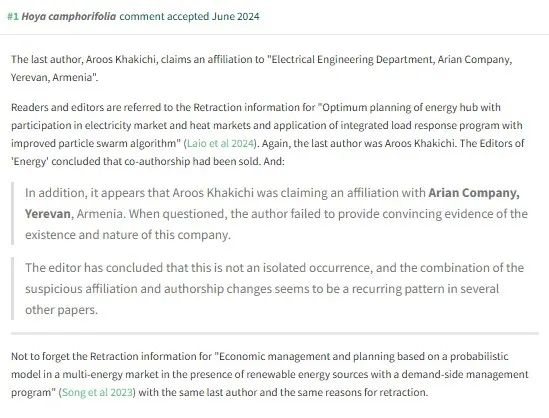 #1 Hoya camphorifolia comment accepted June 2024
The last author, Aroos Khakichi, claims an affiliation to "Electrical Engineering Department, Arian Company,
Yerevan, Armenia".
Readers and editors are referred to the Retraction information for "Optimum planning of energy hub with
participation in electricity market and heat markets and application of integrated load response program with
improved particle swarm algorithm" (Laio et al 2024). Again, the last author was Aroos Khakichi. The Editors of
'Energy' concluded that co-authorship had been sold. And:
In addition, it appears that Aroos Khakichi was claiming an affiliation with Arian Company,
Yerevan, Armenia. When questioned, the author failed to provide convincing evidence of the
existence and nature of this company.
The editor has concluded that this is not an isolated occurrence, and the combination of the
suspicious affiliation and authorship changes seems to be a recurring pattern in several
other papers.
Not to forget the Retraction information for "Economic management and planning based on a probabilistic
model in a multi-energy market in the presence of renewable energy sources with a demand-side management
program" (Song et al 2023) with the same last author and the same reasons for retraction.